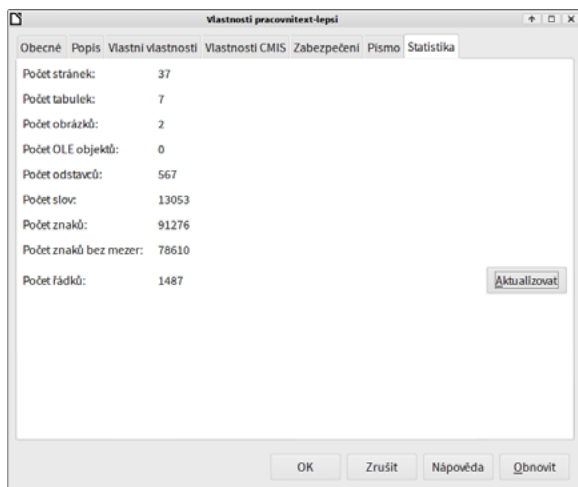 Vlastnosti pracovnitext-lepsi
Obecné Popis Vlastní vlastnosti Vlastnosti CMIS Zabezpečení Písmo Statistika
Počet stránek: 37
Počet tabulek: 7
Počet obrázků: 2
Počet OLE objektů: 0
Počet odstavců: 567
Počet slov: 13053
Počet znaků: 91276
Počet znaků bez mezer: 78610
Počet řádků: 1487 Aktualizovat
OK Zrušit Nápověda Obnovit